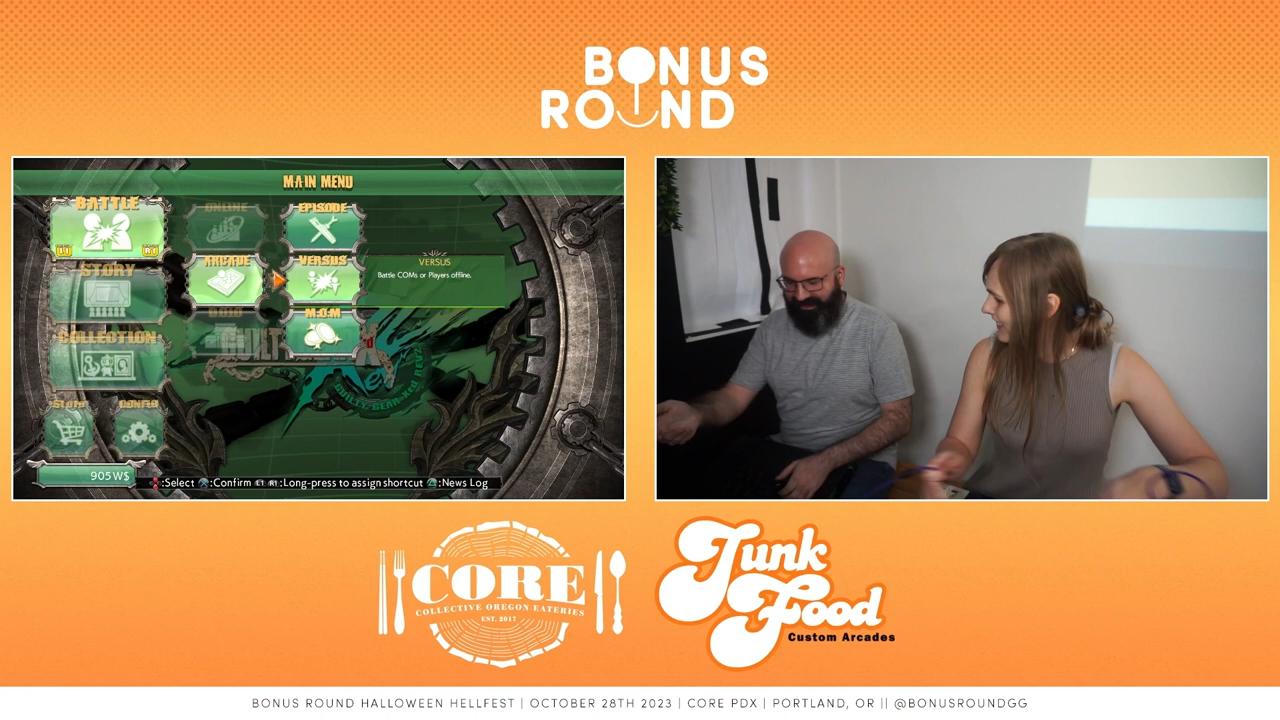 BONUS
ROUND
MAIN MENU
BATTLE
ONLINE
EPISODE
STORY
ARCADE
VERSUS
VERSUS
Battle COMs or Players offline.
M.O.M
COLLECTION
CONFIG
905W$
:Select :Confirm :Long-press to assign shortcut :News Log
CORE
COLLECTIVE OREGON EATERIES
EST. 2017
Junk
Food
Custom Arcades
BONUS ROUND HALLOWEEN HELLFEST | OCTOBER 28TH 2023 | CORE PDX | PORTLAND, OR || @BONUSROUNDGG